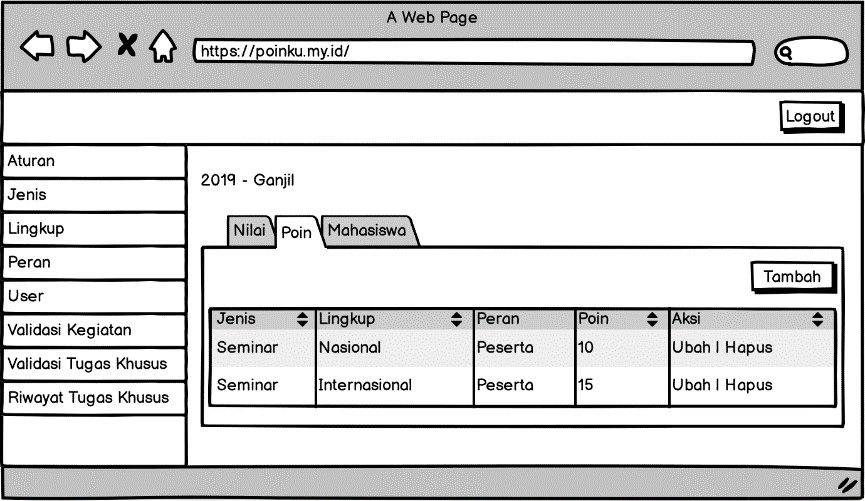 A Web Page
https://poinku.my.id/
Logout
Aturan
Jenis
Lingkup
Peran
User
Validasi Kegiatan
Validasi Tugas Khusus
Riwayat Tugas Khusus
2019 - Ganjil
Nilai Poin Mahasiswa
Tambah
Jenis Lingkup Peran Poin Aksi
Seminar Nasional Peserta 10 Ubah | Hapus
Seminar Internasional Peserta 15 Ubah | Hapus